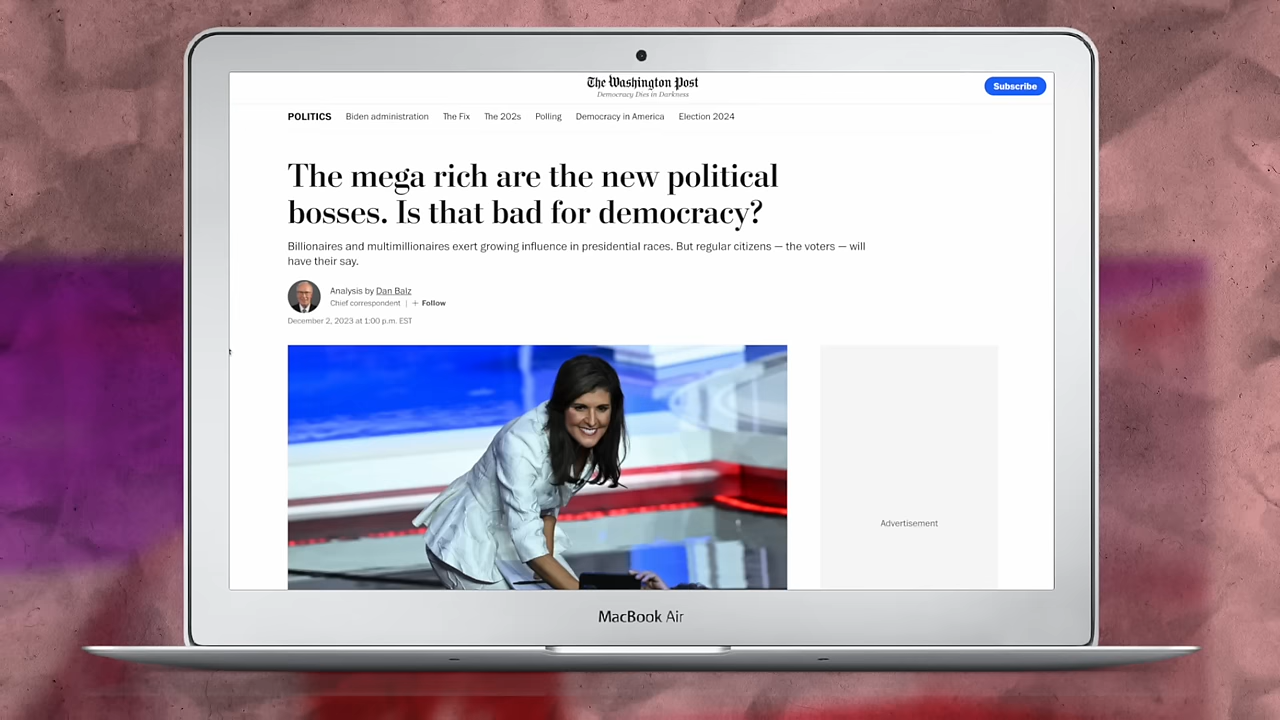 The Washington Post
Democracy Dies in Darkness
Subscribe
POLITICS Biden administration The Fix The 202s Polling Democracy in America Election 2024
The mega rich are the new political
bosses. Is that bad for democracy?
Billionaires and multimillionaires exert growing influence in presidential races. But regular citizens — the voters — will
have their say.
Analysis by Dan Balz
Chief correspondent | + Follow
December 2, 2023 at 1:00 p.m. EST
Advertisement
MacBook Air